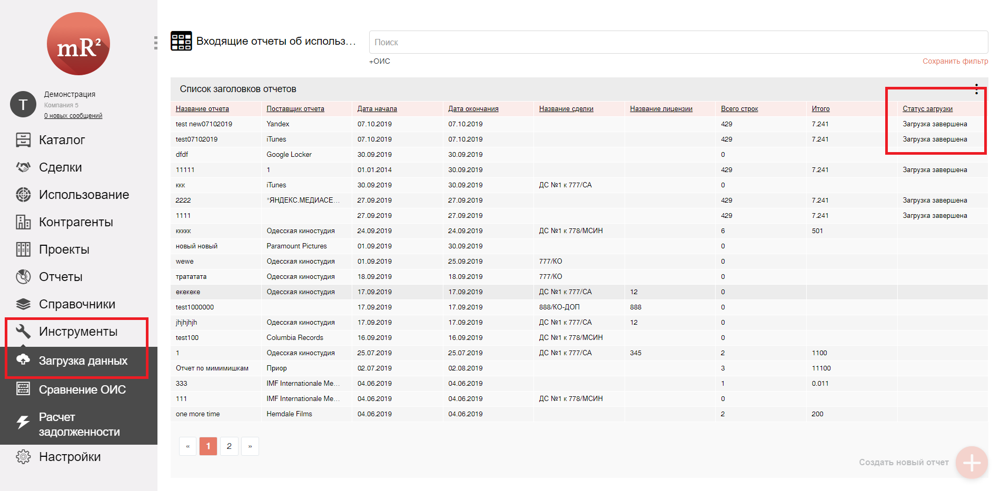 mR²
Демонстрация
Компания 5
0 новых сообщений
T
Каталог
Сделки
Использование
Контрагенты
Проекты
Отчеты
Справочники
Инструменты
Загрузка данных
Сравнение ОИС
Расчет
задолженности
Настройки
Входящие отчеты об использ…
Поиск
+ОИС
Сохранить фильтр
Список заголовков отчетов
Название отчета Поставщик отчета Дата начала Дата окончания Название сделки Название лицензии Всего строк Итого Статус загрузки
test new07102019 Yandex 07.10.2019 07.10.2019 429 7.241 Загрузка завершена
test07102019 iTunes 07.10.2019 07.10.2019 429 7.241 Загрузка завершена
dfdf Google Locker 30.09.2019 30.09.2019 0
11111 1 01.01.2014 30.09.2019 429 7.241 Загрузка завершена
ккк iTunes 30.09.2019 30.09.2019 ДС №1 к 777/СА 0
2222 "ЯНДЕКС.МЕДИАСЕ… 27.09.2019 27.09.2019 429 7.241 Загрузка завершена
1111 27.09.2019 27.09.2019 429 7.241 Загрузка завершена
ккккк Одесская киностудия 24.09.2019 24.09.2019 ДС №1 к 778/МСИН 6 501
новый новый Paramount Pictures 01.09.2019 30.09.2019 0
wewe Одесская киностудия 01.09.2019 25.09.2019 777/КО 0
трататата Одесская киностудия 18.09.2019 18.09.2019 777/КО 0
екекеке Одесская киностудия 17.09.2019 17.09.2019 ДС №1 к 777/СА 12 0
test1000000 17.09.2019 17.09.2019 888/КО-ДОП 888 0
jhjhjhjh Одесская киностудия 17.09.2019 17.09.2019 ДС №1 к 777/СА 12 0
test100 Columbia Records 16.09.2019 16.09.2019 ДС №1 к 778/МСИН 0
1 Одесская киностудия 25.07.2019 25.07.2019 ДС №1 к 777/СА 345 2 1100
Отчет по мимимишкам Приор 02.07.2019 02.08.2019 3 11100
333 IMF Internationale Me… 04.06.2019 04.06.2019 1 0.011
111 IMF Internationale Me… 04.06.2019 04.06.2019 ДС №1 к 778/МСИН 0
one more time Hemdale Films 04.06.2019 04.06.2019 2 200
« 1 2 »
Создать новый отчет